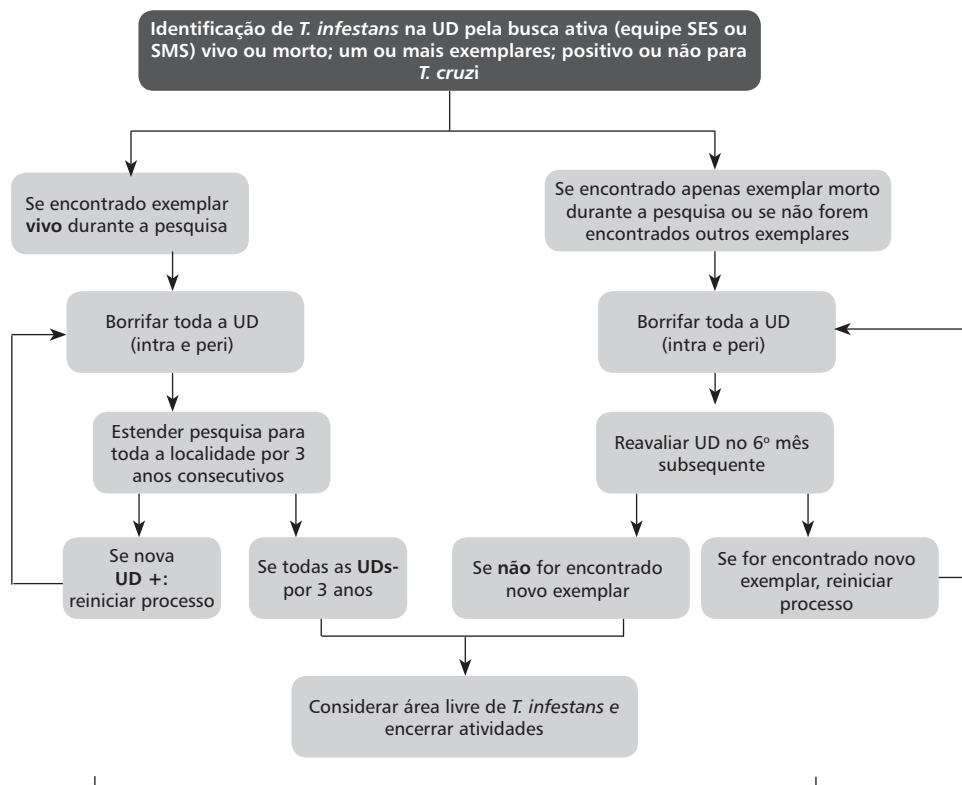 Identificação de T. infestans na UD pela busca ativa (equipe SES ou
SMS) vivo ou morto; um ou mais exemplares; positivo ou não para
T. cruzi
Se encontrado exemplar
vivo durante a pesquisa
Se encontrado apenas exemplar morto
durante a pesquisa ou se não forem
encontrados outros exemplares
Borrifar toda a UD
(intra e peri)
Borrifar toda a UD
(intra e peri)
Estender pesquisa para
toda a localidade por 3
anos consecutivos
Reavaliar UD no 6º mês
subsequente
Se nova
UD +:
reiniciar processo
Se todas as UDs-
por 3 anos
Se não for encontrado
novo exemplar
Se for encontrado novo
exemplar, reiniciar
processo
Considerar área livre de T. infestans e
encerrar atividades